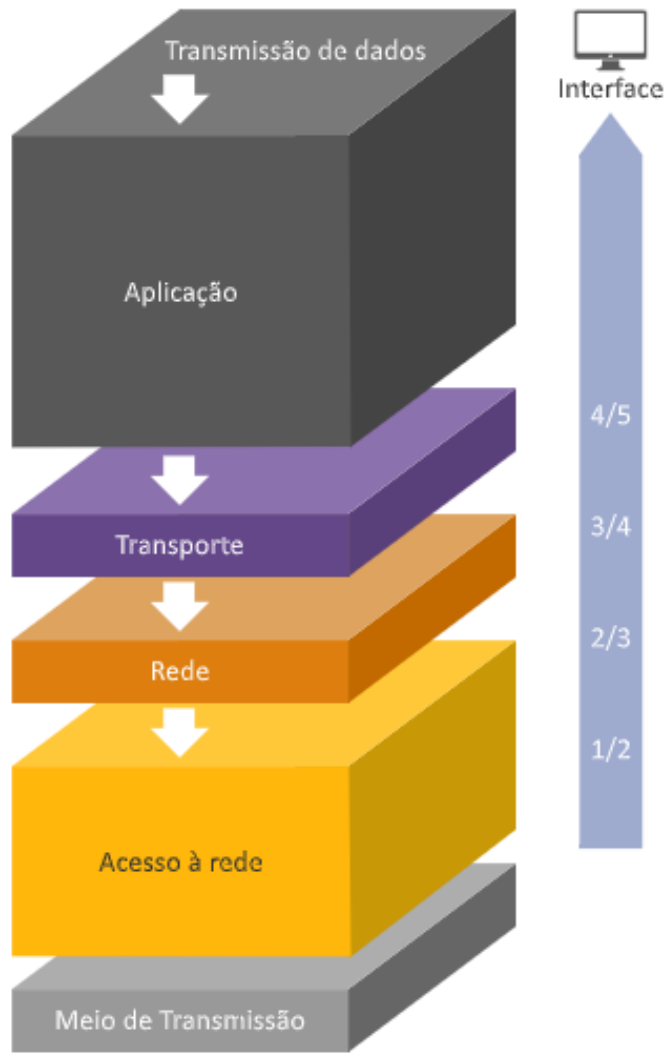 Transmissão de dados
Interface
Aplicação
4/5
Transporte
3/4
Rede
2/3
1/2
Acesso à rede
Meio de Transmissão